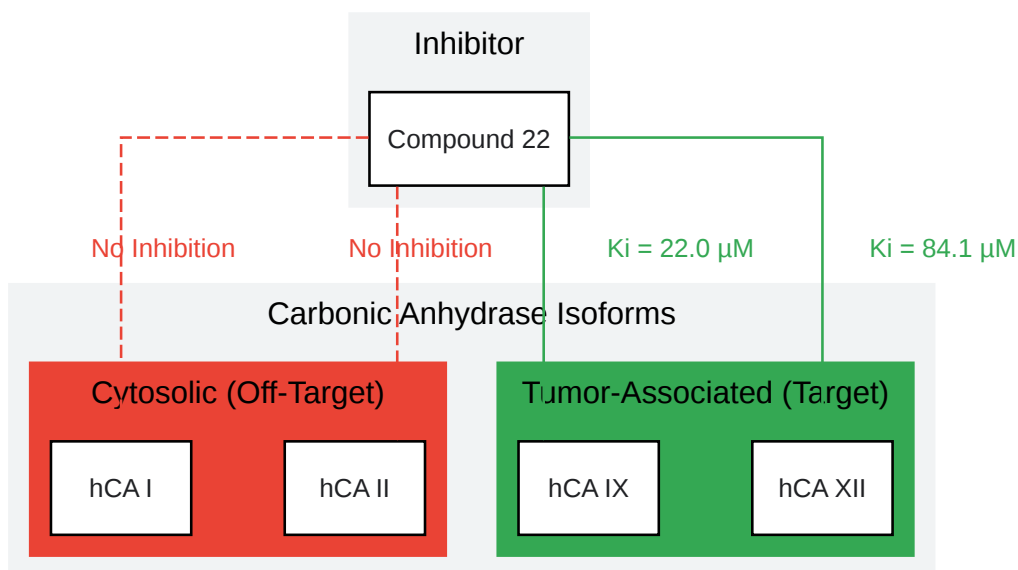 Inhibitor
Compound 22
No Inhibition
No Inhibition
Ki = 22.0 µM
Ki = 84.1 µM
Carbonic Anhydrase Isoforms
Cytosolic (Off-Target)
Tumor-Associated (Target)
hCA I
hCA II
hCA IX
hCA XII